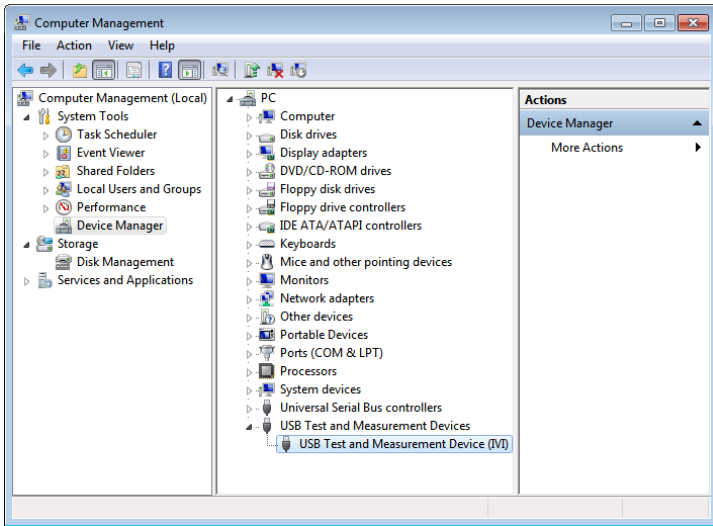 Computer Management
File Action View Help
Computer Management (Local)
System Tools
Task Scheduler
Event Viewer
Shared Folders
Local Users and Groups
Performance
Device Manager
Storage
Disk Management
Services and Applications
PC
Computer
Disk drives
Display adapters
DVD/CD-ROM drives
Floppy disk drives
Floppy drive controllers
IDE ATA/ATAPI controllers
Keyboards
Mice and other pointing devices
Monitors
Network adapters
Other devices
Portable Devices
Ports (COM & LPT)
Processors
System devices
Universal Serial Bus controllers
USB Test and Measurement Devices
USB Test and Measurement Device (IVI)
Actions
Device Manager
More Actions